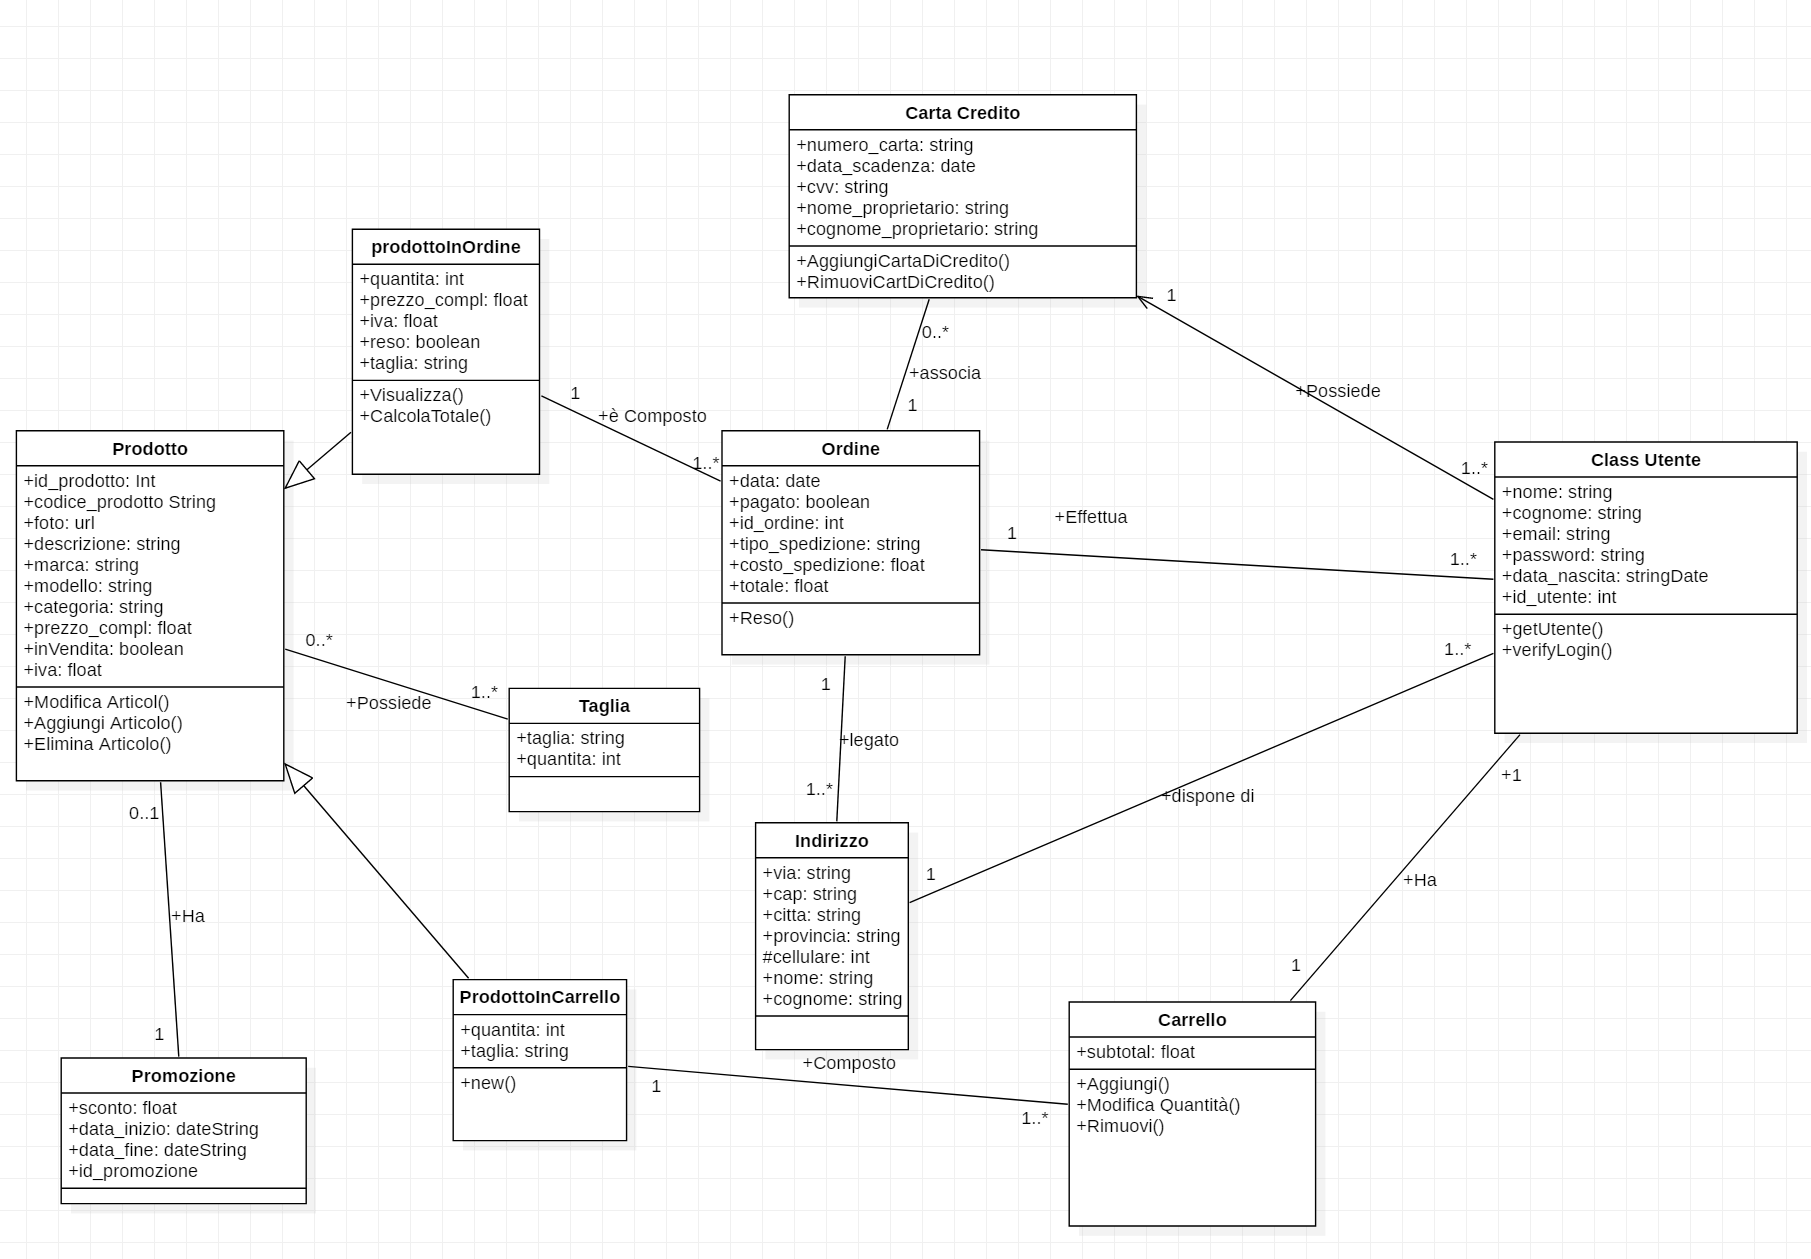 Carta Credito
+numero_carta: string
+data_scadenza: date
+cvv: string
+nome_proprietario: string
+cognome_proprietario: string
+AggiungiCartaDiCredito()
+RimuoviCartDiCredito()
prodottoInOrdine
+quantita: int
+prezzo_compl: float
+iva: float
+reso: boolean
+taglia: string
+Visualizza()
+CalcolaTotale()
1
+Possiede
1..*
0..*
+associa
1
1
+è Composto
1..*
Prodotto
+id_prodotto: Int
+codice_prodotto String
+foto: url
+descrizione: string
+marca: string
+modello: string
+categoria: string
+prezzo_compl: float
+inVendita: boolean
+iva: float
+Modifica Articol()
+Aggiungi Articolo()
+Elimina Articolo()
Ordine
+data: date
+pagato: boolean
+id_ordine: int
+tipo_spedizione: string
+costo_spedizione: float
+totale: float
+Reso()
Class Utente
+nome: string
+cognome: string
+email: string
+password: string
+data_nascita: stringDate
+id_utente: int
+getUtente()
+verifyLogin()
+Effettua
1
1..*
0..*
+Possiede
1..*
Taglia
+taglia: string
+quantita: int
1
+legato
1..*
1..*
+dispone di
1
+1
+Ha
1
0..1
+Ha
1
Indirizzo
+via: string
+cap: string
+citta: string
+provincia: string
#cellulare: int
+nome: string
+cognome: string
ProdottoInCarrello
+quantita: int
+taglia: string
+new()
+Composto
1
1..*
Carrello
+subtotal: float
+Aggiungi()
+Modifica Quantità()
+Rimuovi()
Promozione
+sconto: float
+data_inizio: dateString
+data_fine: dateString
+id_promozione